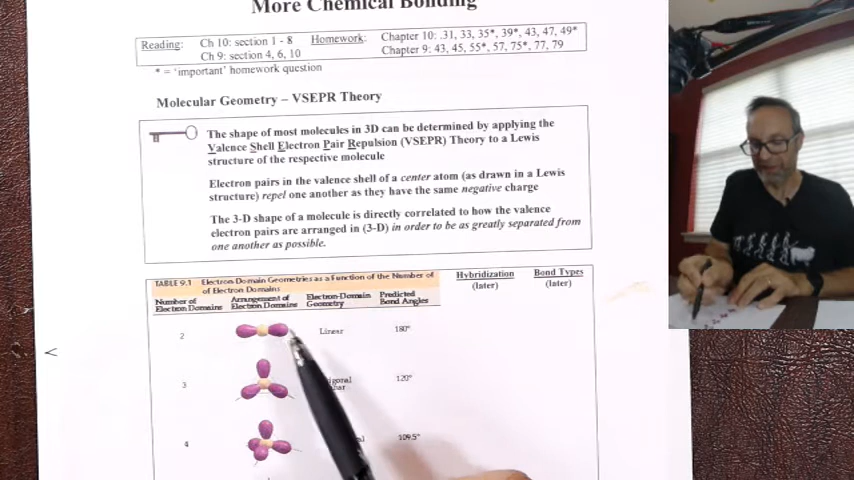 More Chemical Bonding
Reading: Ch 10: section 1 - 8 Homework: Chapter 10: .31, 33, 35*, 39*, 43, 47, 49*
Ch 9: section 4, 6, 10 Chapter 9: 43, 45, 55*, 57, 75*, 77, 79
* = ‘important’ homework question
Molecular Geometry – VSEPR Theory
The shape of most molecules in 3D can be determined by applying the
Valence Shell Electron Pair Repulsion (VSEPR) Theory to a Lewis
structure of the respective molecule
Electron pairs in the valence shell of a center atom (as drawn in a Lewis
structure) repel one another as they have the same negative charge
The 3-D shape of a molecule is directly correlated to how the valence
electron pairs are arranged in (3-D) in order to be as greatly separated from
one another as possible.
TABLE 9.1 Electron Domain Geometries as a Function of the Number of
of Electron Domains
Hybridization Bond Types
(later) (later)
Number of Arrangement of Electron-Domain Predicted
Electron Domains Electron Domains Geometry Bond Angles
2 Linear 180°
3 120°
4 109.5°